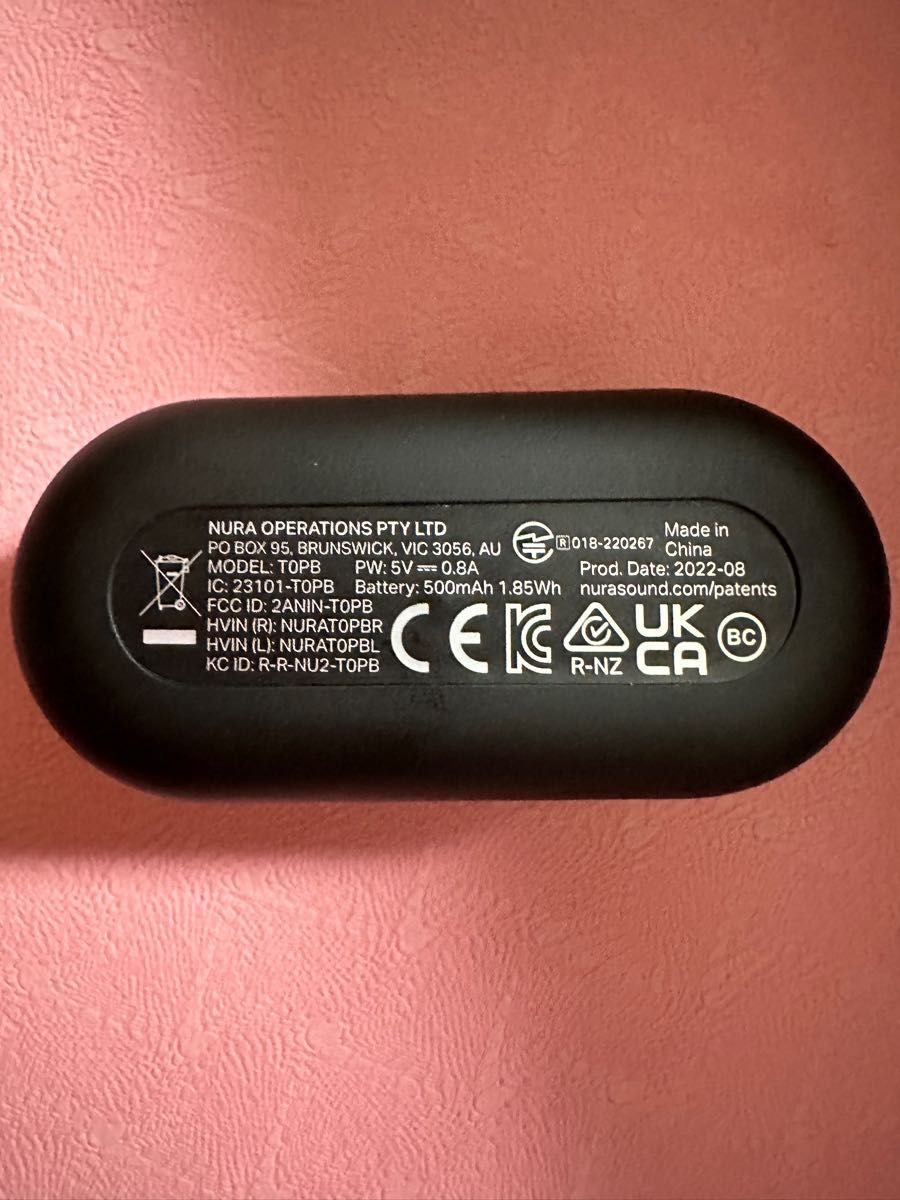 NURA OPERATIONS PTY LTD
PO BOX 95, BRUNSWICK, VIC 3056, AU
R 018-220267
Made in
China
MODEL: T0PB PW: 5V⎓0.8A Prod. Date: 2022-08
IC: 23101-T0PB Battery: 500mAh 1.85Wh nurasound.com/patents
FCC ID: 2ANIN-T0PB
HVIN (R): NURAT0PBR
HVIN (L): NURAT0PBL
KC ID: R-R-NU2-T0PB
CE
KC
R-NZ
UK
CA
BC